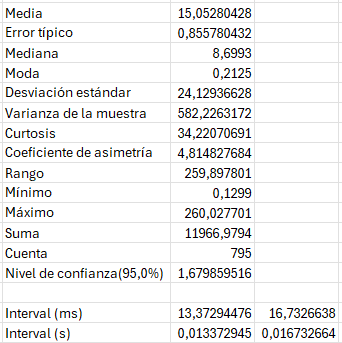 Media 15,05280428
Error típico 0,855780432
Mediana 8,6993
Moda 0,2125
Desviación estándar 24,12936628
Varianza de la muestra 582,2263172
Curtosis 34,22070691
Coeficiente de asimetría 4,814827684
Rango 259,897801
Mínimo 0,1299
Máximo 260,027701
Suma 11966,9794
Cuenta 795
Nivel de confianza(95,0%) 1,679859516
Interval (ms) 13,37294476 16,7326638
Interval (s) 0,013372945 0,016732664